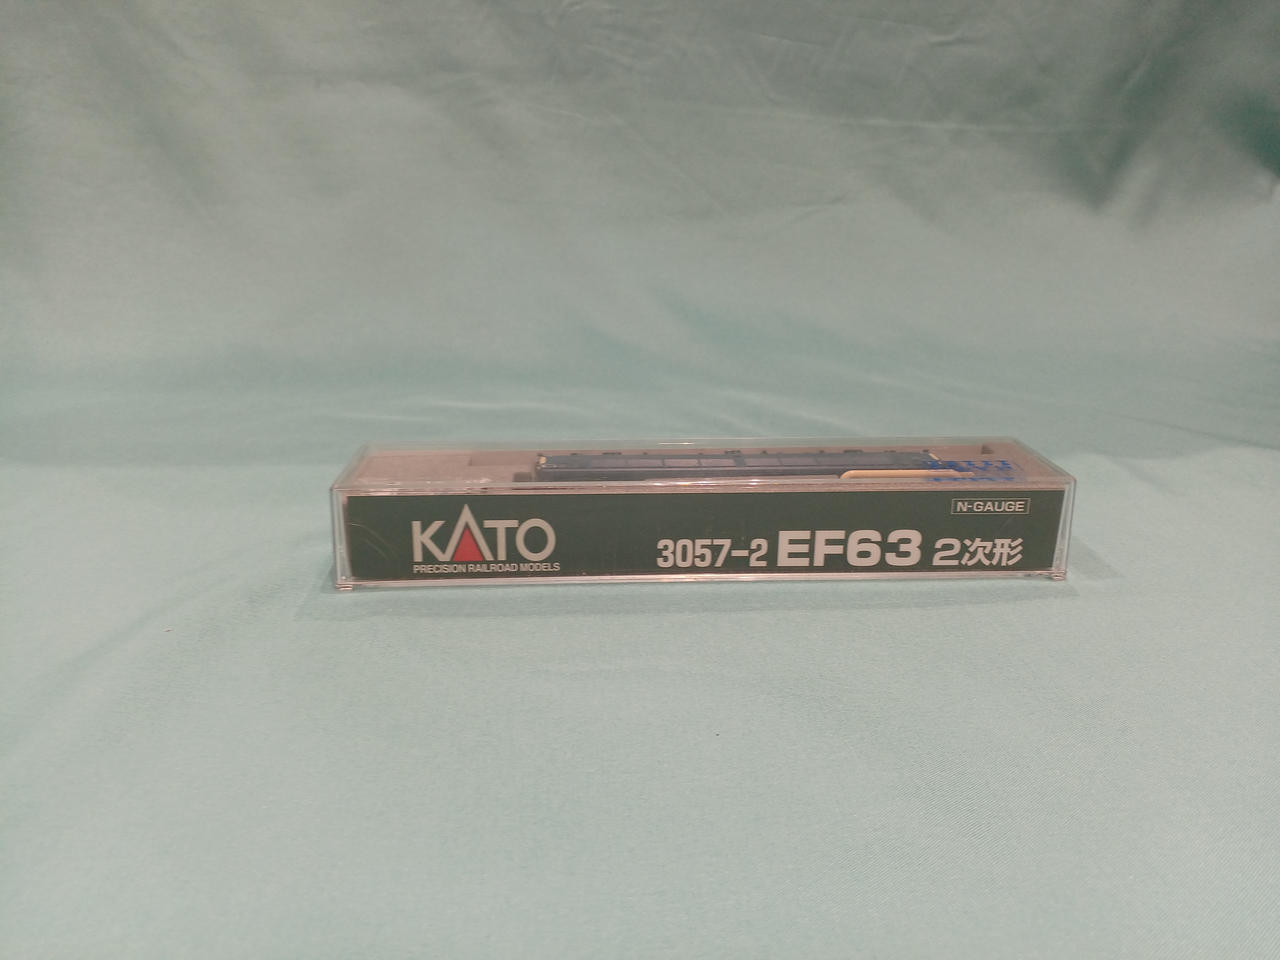 N-GAUGE
KATO
PRECISION RAILROAD MODELS
3057-2 EF63 2次形